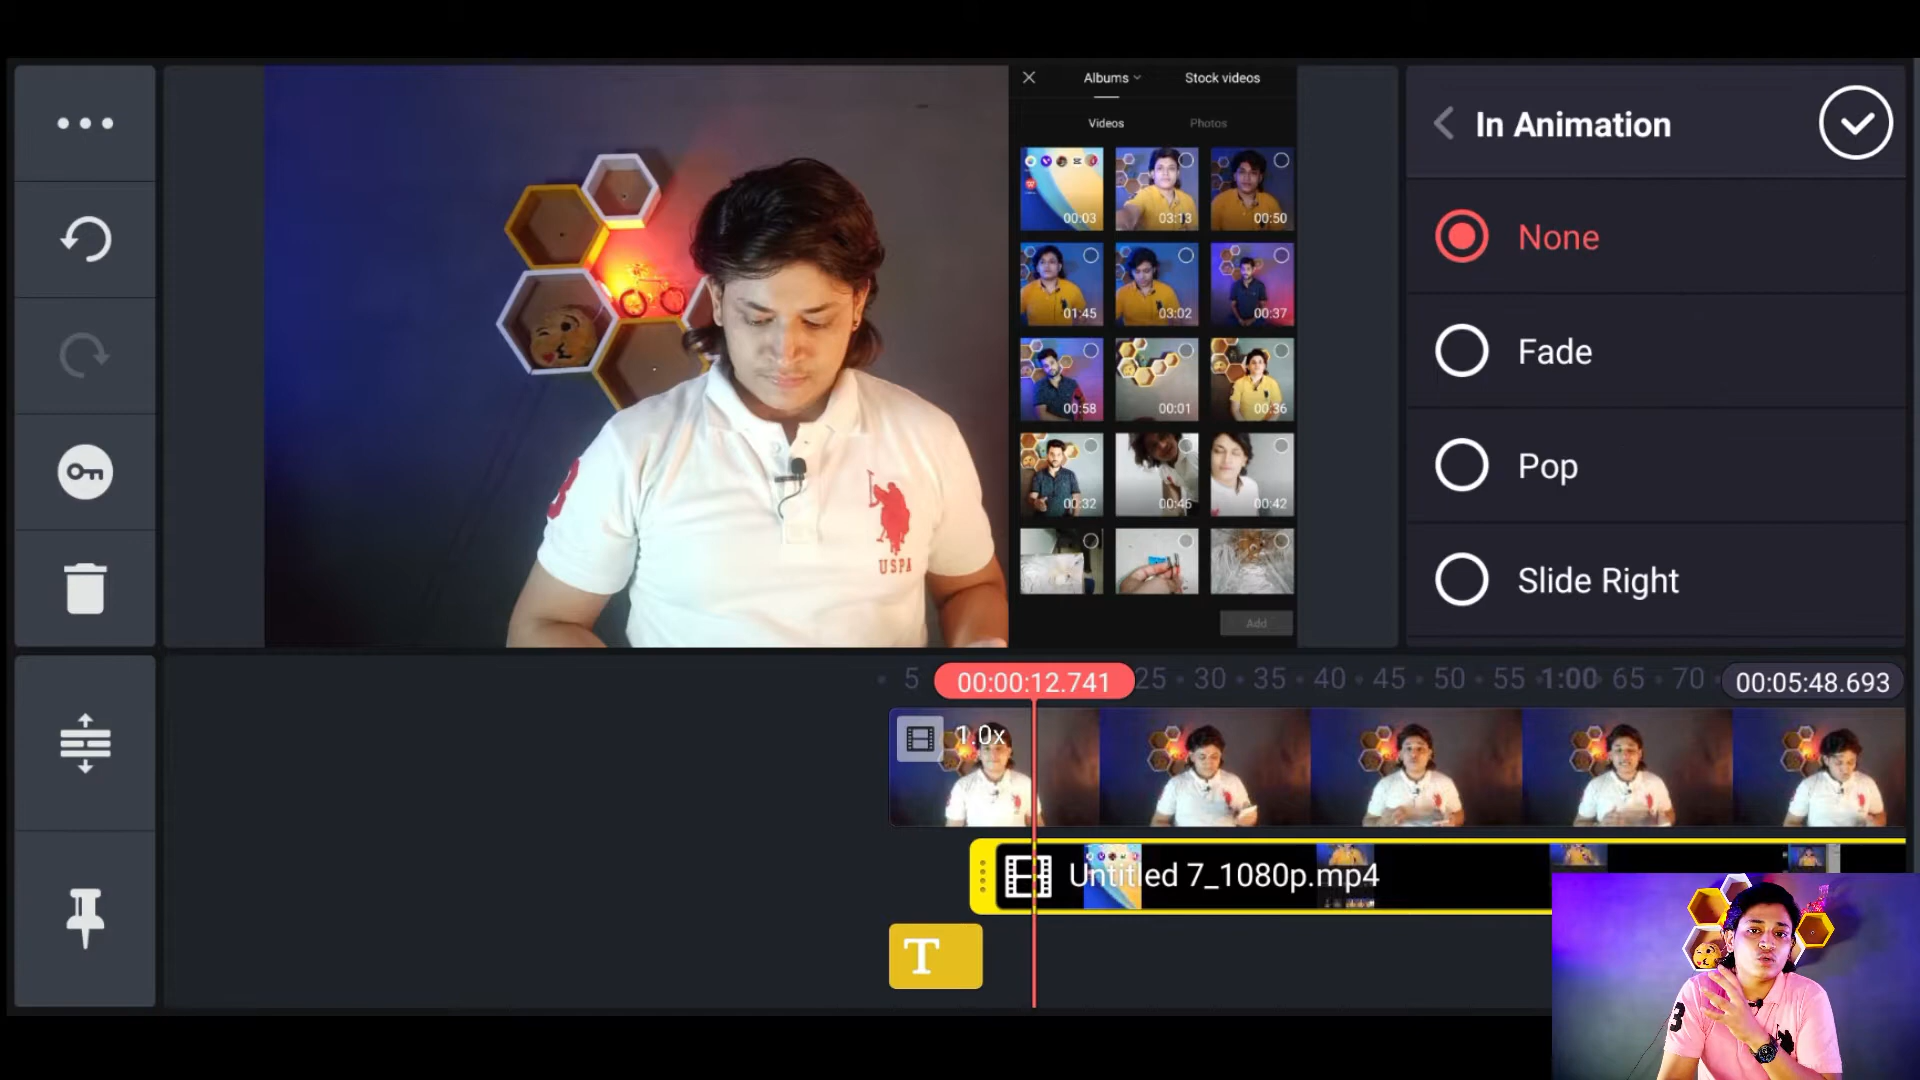 Albums
Stock videos
Videos
Photos
00:03
03:13
00:50
01:45
03:02
00:37
00:58
00:01
00:36
00:32
00:46
00:42
Add
3
USPA
In Animation
None
Fade
Pop
Slide Right
5
00:00:12.741
25
30
35
40
45
50
55
1:00
65
70
00:05:48.693
1.0x
Untitled 7_1080p.mp4
T
3